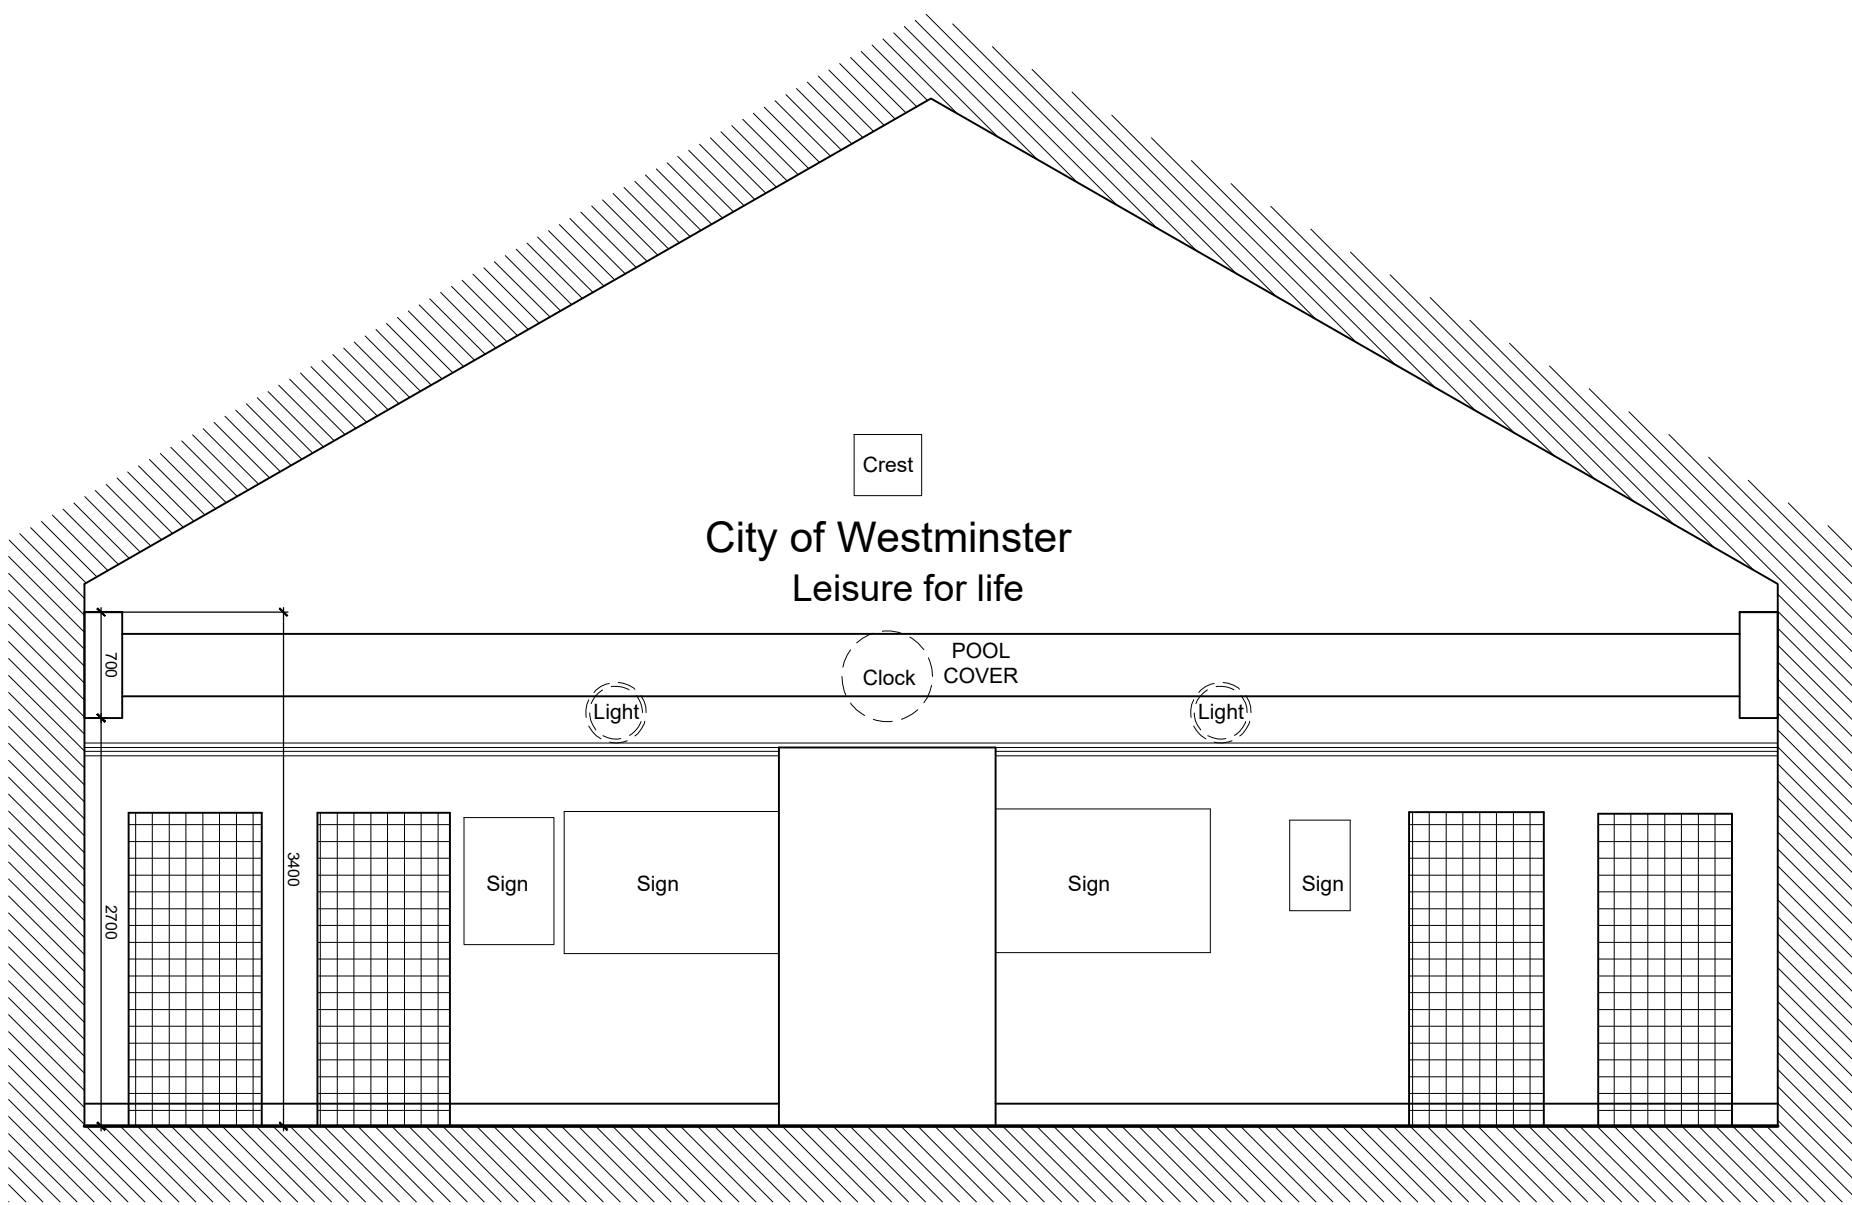 Crest
City of Westminster
Leisure for life
POOL
COVER
Clock
700
Light
Light
3400
2700
Sign
Sign
Sign
Sign